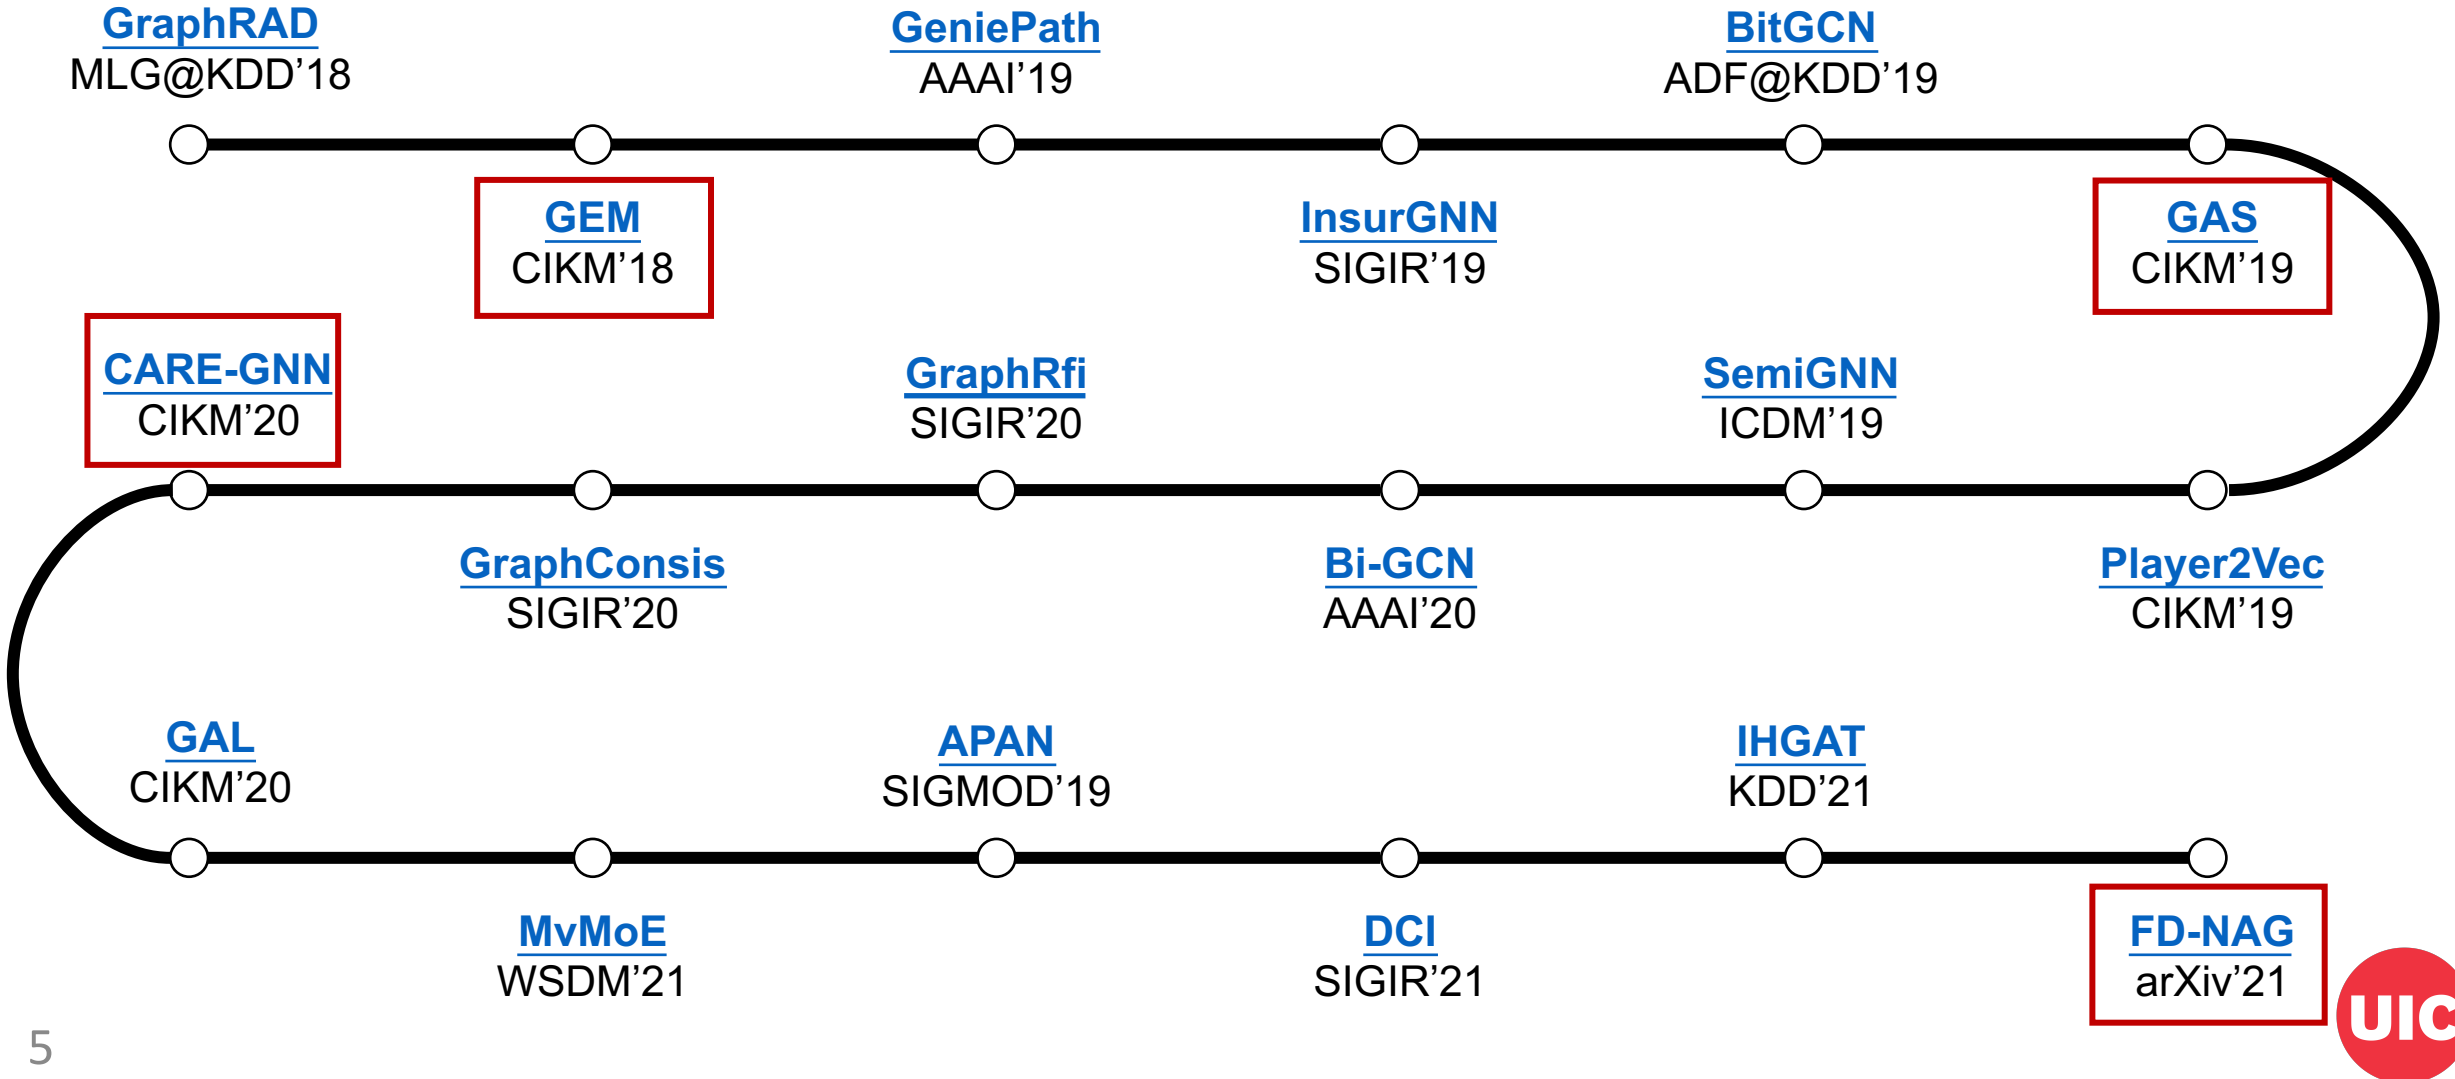 GraphRAD
MLG@KDD’18
GeniePath
AAAI’19
BitGCN
ADF@KDD’19
GEM
CIKM’18
InsurGNN
SIGIR’19
GAS
CIKM’19
CARE-GNN
CIKM’20
GraphRfi
SIGIR’20
SemiGNN
ICDM’19
GraphConsis
SIGIR’20
Bi-GCN
AAAI’20
Player2Vec
CIKM’19
GAL
CIKM’20
APAN
SIGMOD’19
IHGAT
KDD’21
MvMoE
WSDM’21
DCI
SIGIR’21
FD-NAG
arXiv’21
UIC
5